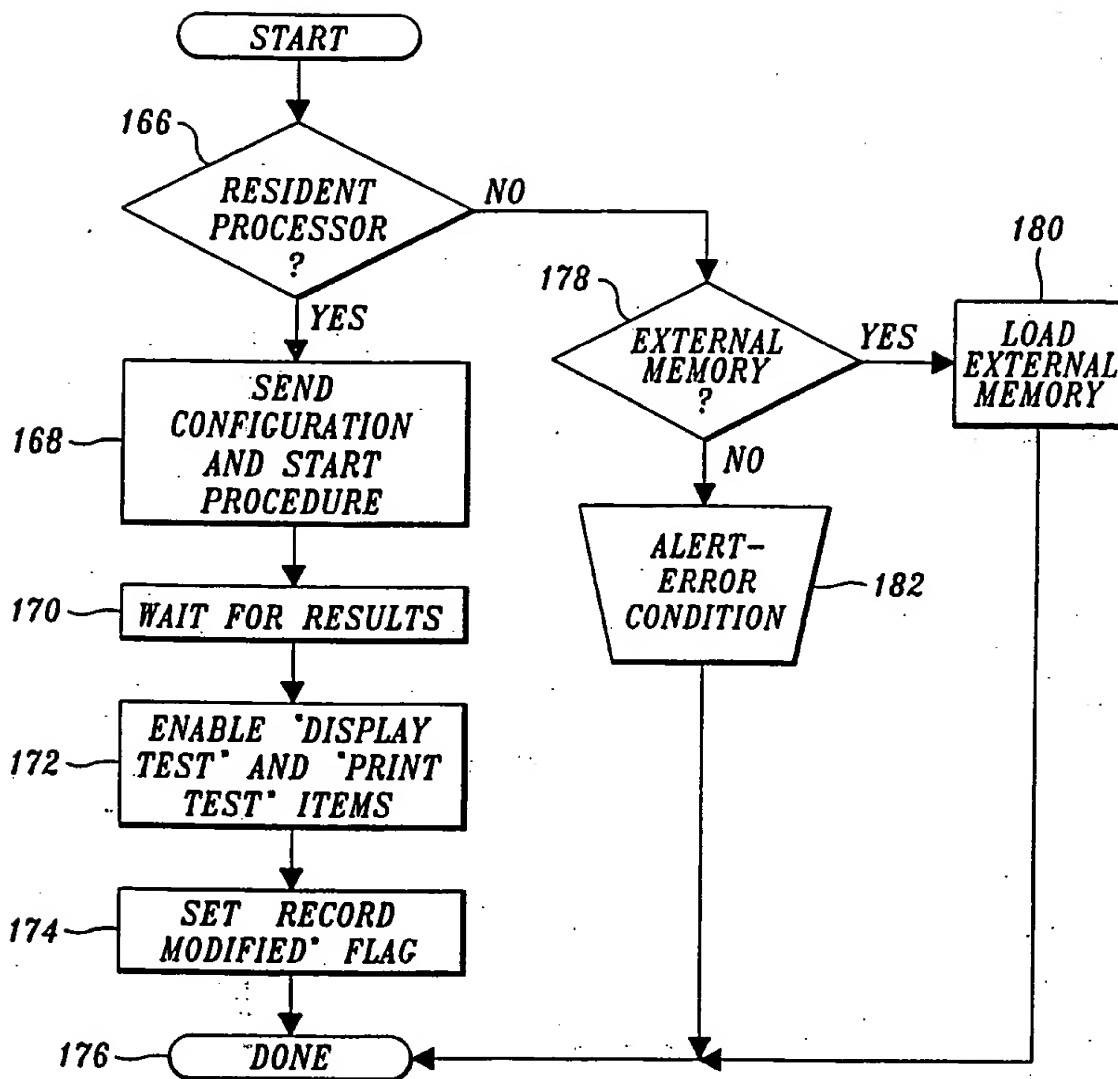 START
166
RESIDENT
PROCESSOR
?
NO
YES
168
SEND
CONFIGURATION
AND START
PROCEDURE
170
WAIT FOR RESULTS
172
ENABLE "DISPLAY
TEST" AND "PRINT
TEST" ITEMS
174
SET RECORD
MODIFIED" FLAG
176
DONE
178
EXTERNAL
MEMORY
?
YES
NO
180
LOAD
EXTERNAL
MEMORY
ALERT-
ERROR
CONDITION
182